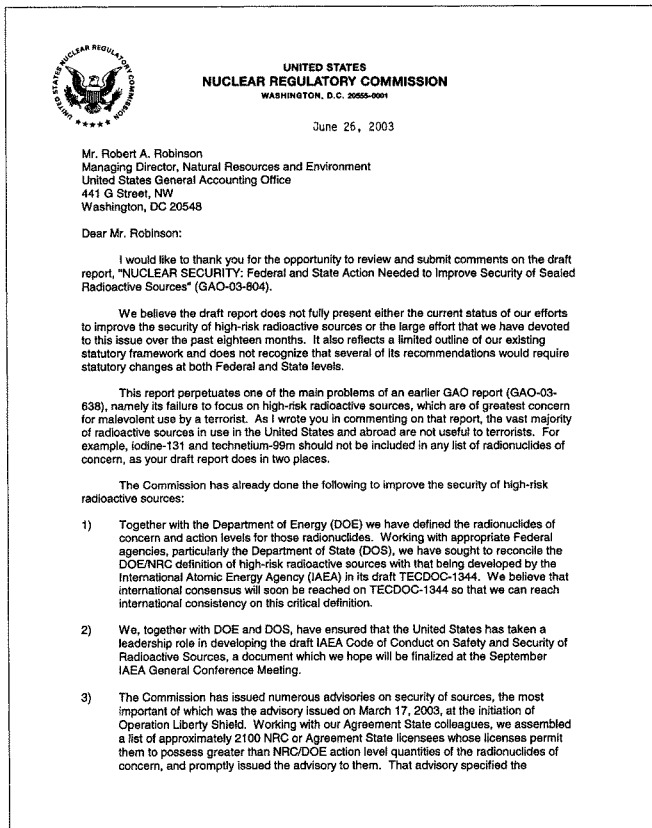 UNITED STATES NUCLEAR REGULATORY COMMISSION
UNITED STATES
NUCLEAR REGULATORY COMMISSION
WASHINGTON, D.C. 20555-0001
June 26, 2003
Mr. Robert A. Robinson
Managing Director, Natural Resources and Environment
United States General Accounting Office
441 G Street, NW
Washington, DC 20548
Dear Mr. Robinson:
I would like to thank you for the opportunity to review and submit comments on the draft
report, "NUCLEAR SECURITY: Federal and State Action Needed to Improve Security of Sealed
Radioactive Sources" (GAO-03-804).
We believe the draft report does not fully present either the current status of our efforts
to improve the security of high-risk radioactive sources or the large effort that we have devoted
to this issue over the past eighteen months. It also reflects a limited outline of our existing
statutory framework and does not recognize that several of its recommendations would require
statutory changes at both Federal and State levels.
This report perpetuates one of the main problems of an earlier GAO report (GAO-03-
638), namely its failure to focus on high-risk radioactive sources, which are of greatest concern
for malevolent use by a terrorist. As I wrote you in commenting on that report, the vast majority
of radioactive sources in use in the United States and abroad are not useful to terrorists. For
example, iodine-131 and technetium-99m should not be included in any list of radionuclides of
concern, as your draft report does in two places.
The Commission has already done the following to improve the security of high-risk
radioactive sources:
1) Together with the Department of Energy (DOE) we have defined the radionuclides of
concern and action levels for those radionuclides. Working with appropriate Federal
agencies, particularly the Department of State (DOS), we have sought to reconcile the
DOE/NRC definition of high-risk radioactive sources with that being developed by the
International Atomic Energy Agency (IAEA) in its draft TECDOC-1344. We believe that
international consensus will soon be reached on TECDOC-1344 so that we can reach
international consistency on this critical definition.
2) We, together with DOE and DOS, have ensured that the United States has taken a
leadership role in developing the draft IAEA Code of Conduct on Safety and Security of
Radioactive Sources, a document which we hope will be finalized at the September
IAEA General Conference Meeting.
3) The Commission has issued numerous advisories on security of sources, the most
important of which was the advisory issued on March 17, 2003, at the initiation of
Operation Liberty Shield. Working with our Agreement State colleagues, we assembled
a list of approximately 2100 NRC or Agreement State licensees whose licenses permit
them to possess greater than NRC/DOE action level quantities of the radionuclides of
concern, and promptly issued the advisory to them. That advisory specified the